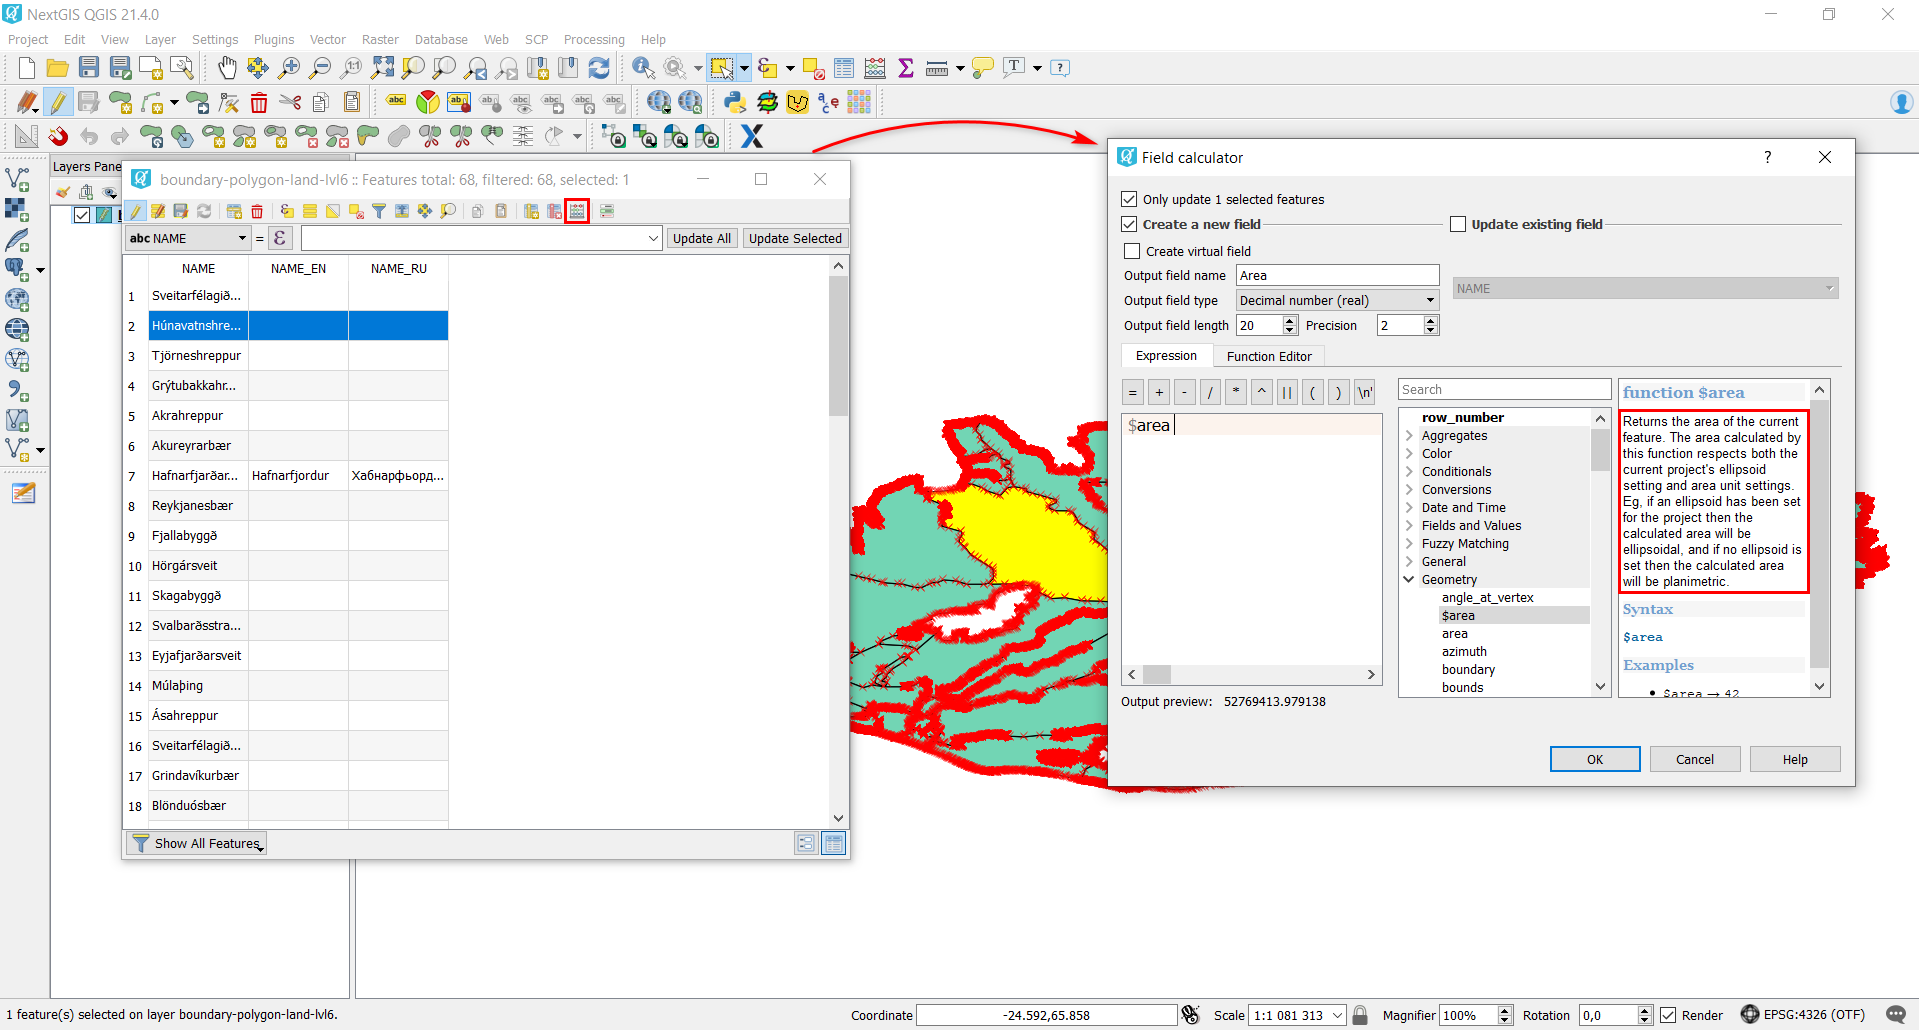 NextGIS QGIS 21.4.0
Project Edit View Layer Settings Plugins Vector Raster Database Web SCP Processing Help
Layers Pane
boundary-polygon-land-lvl6 :: Features total: 68, filtered: 68, selected: 1
abc NAME = ε Update All Update Selected
NAME NAME_EN NAME_RU
1 Sveitarfélagið...
2 Húnavatnshre...
3 Tjörneshreppur
4 Grýtubakkahr...
5 Akrahreppur
6 Akureyrarbær
7 Hafnarfjarðar... Hafnarfjordur Хабнарфьорд...
8 Reykjanesbær
9 Fjallabyggð
10 Hörgársveit
11 Skagabyggð
12 Svalbarðsstra...
13 Eyjafjarðarsveit
14 Múlaþing
15 Ásahreppur
16 Sveitarfélagið...
17 Grindavíkurbær
18 Blönduósbær
Show All Features
Field calculator ?
Only update 1 selected features
Create a new field
Update existing field
Create virtual field
Output field name Area
NAME
Output field type Decimal number (real)
Output field length 20 Precision 2
Expression Function Editor
= + - / * ^ || ( ) \n'
$area
Output preview: 52769413.979138
Search
row_number
Aggregates
Color
Conditionals
Conversions
Date and Time
Fields and Values
Fuzzy Matching
General
Geometry
angle_at_vertex
$area
area
azimuth
boundary
bounds
function $area
Returns the area of the current
feature. The area calculated by
this function respects both the
current project's ellipsoid
setting and area unit settings.
Eg, if an ellipsoid has been set
for the project then the
calculated area will be
ellipsoidal, and if no ellipsoid is
set then the calculated area
will be planimetric.
Syntax
$area
Examples
• $area → 42
OK Cancel Help
1 feature(s) selected on layer boundary-polygon-land-lvl6.
Coordinate -24.592,65.858 Scale 1:1 081 313 Magnifier 100% Rotation 0,0 Render EPSG:4326 (OTF)